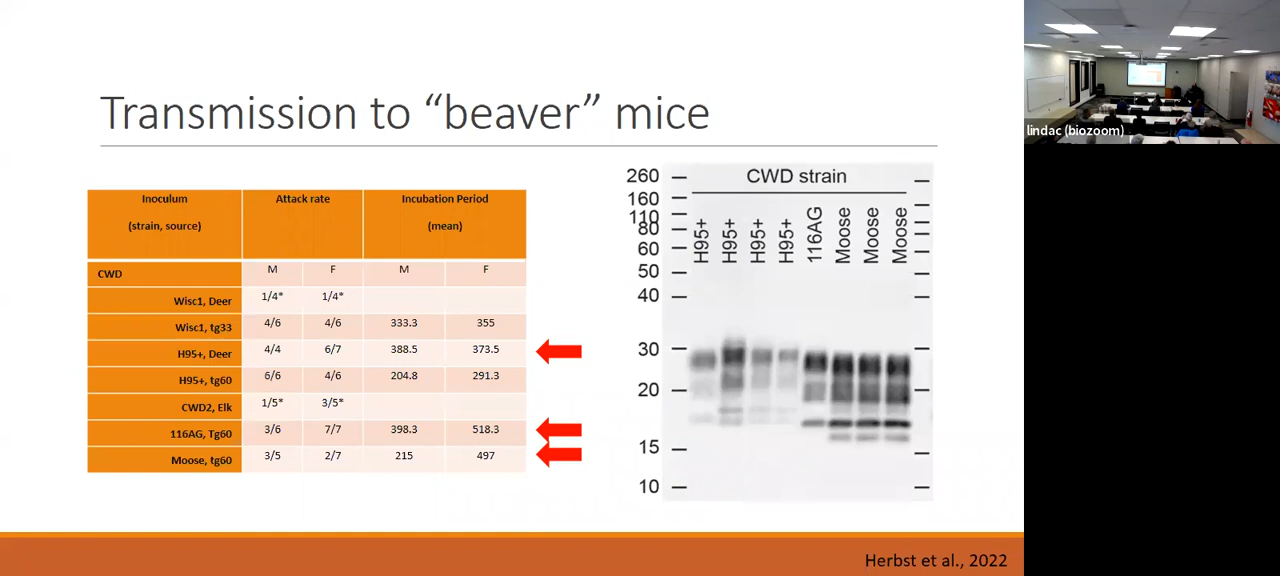 Transmission to “beaver” mice
Inoculum Attack rate Incubation Period
(strain, source) (mean)
CWD M F M F
Wisc1, Deer 1/4* 1/4*
Wisc1, tg33 4/6 4/6 333.3 355
H95+, Deer 4/4 6/7 388.5 373.5
H95+, tg60 6/6 4/6 204.8 291.3
CWD2, Elk 1/5* 3/5*
116AG, Tg60 3/6 7/7 398.3 518.3
Moose, tg60 3/5 2/7 215 497
CWD strain
H95+ H95+ H95+ H95+ 116AG Moose Moose Moose
260
160
110
80
60
50
40
30
20
15
10
Herbst et al., 2022
lindac (biozoom)